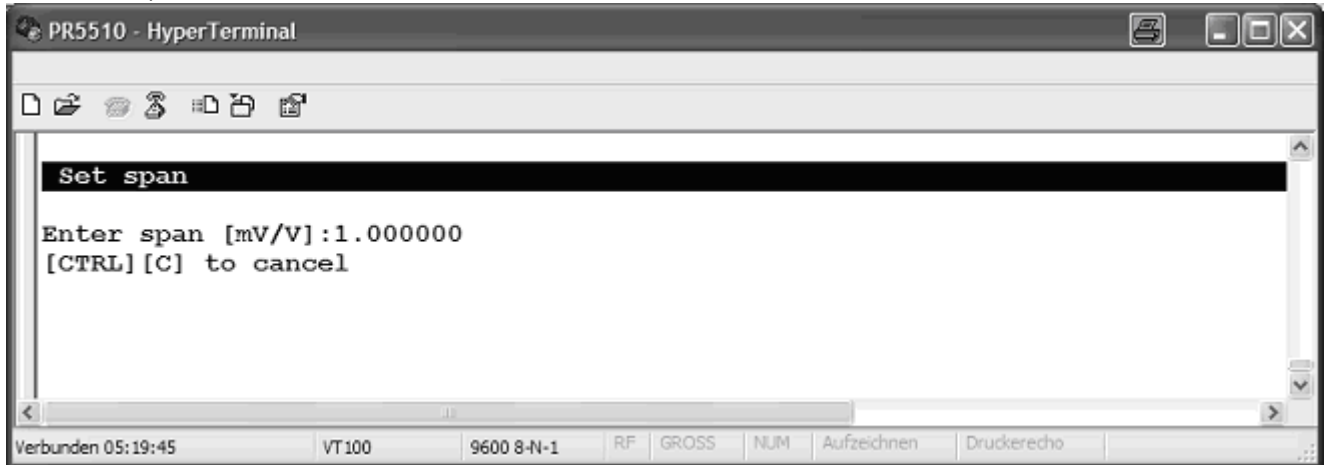 PR5510 - HyperTerminal
Set span
Enter span [mV/V]:1.000000
[CTRL][C] to cancel
Verbunden 05:19:45 VT100 9600 8-N-1 RF GROSS NUM Aufzeichnen Druckerecho